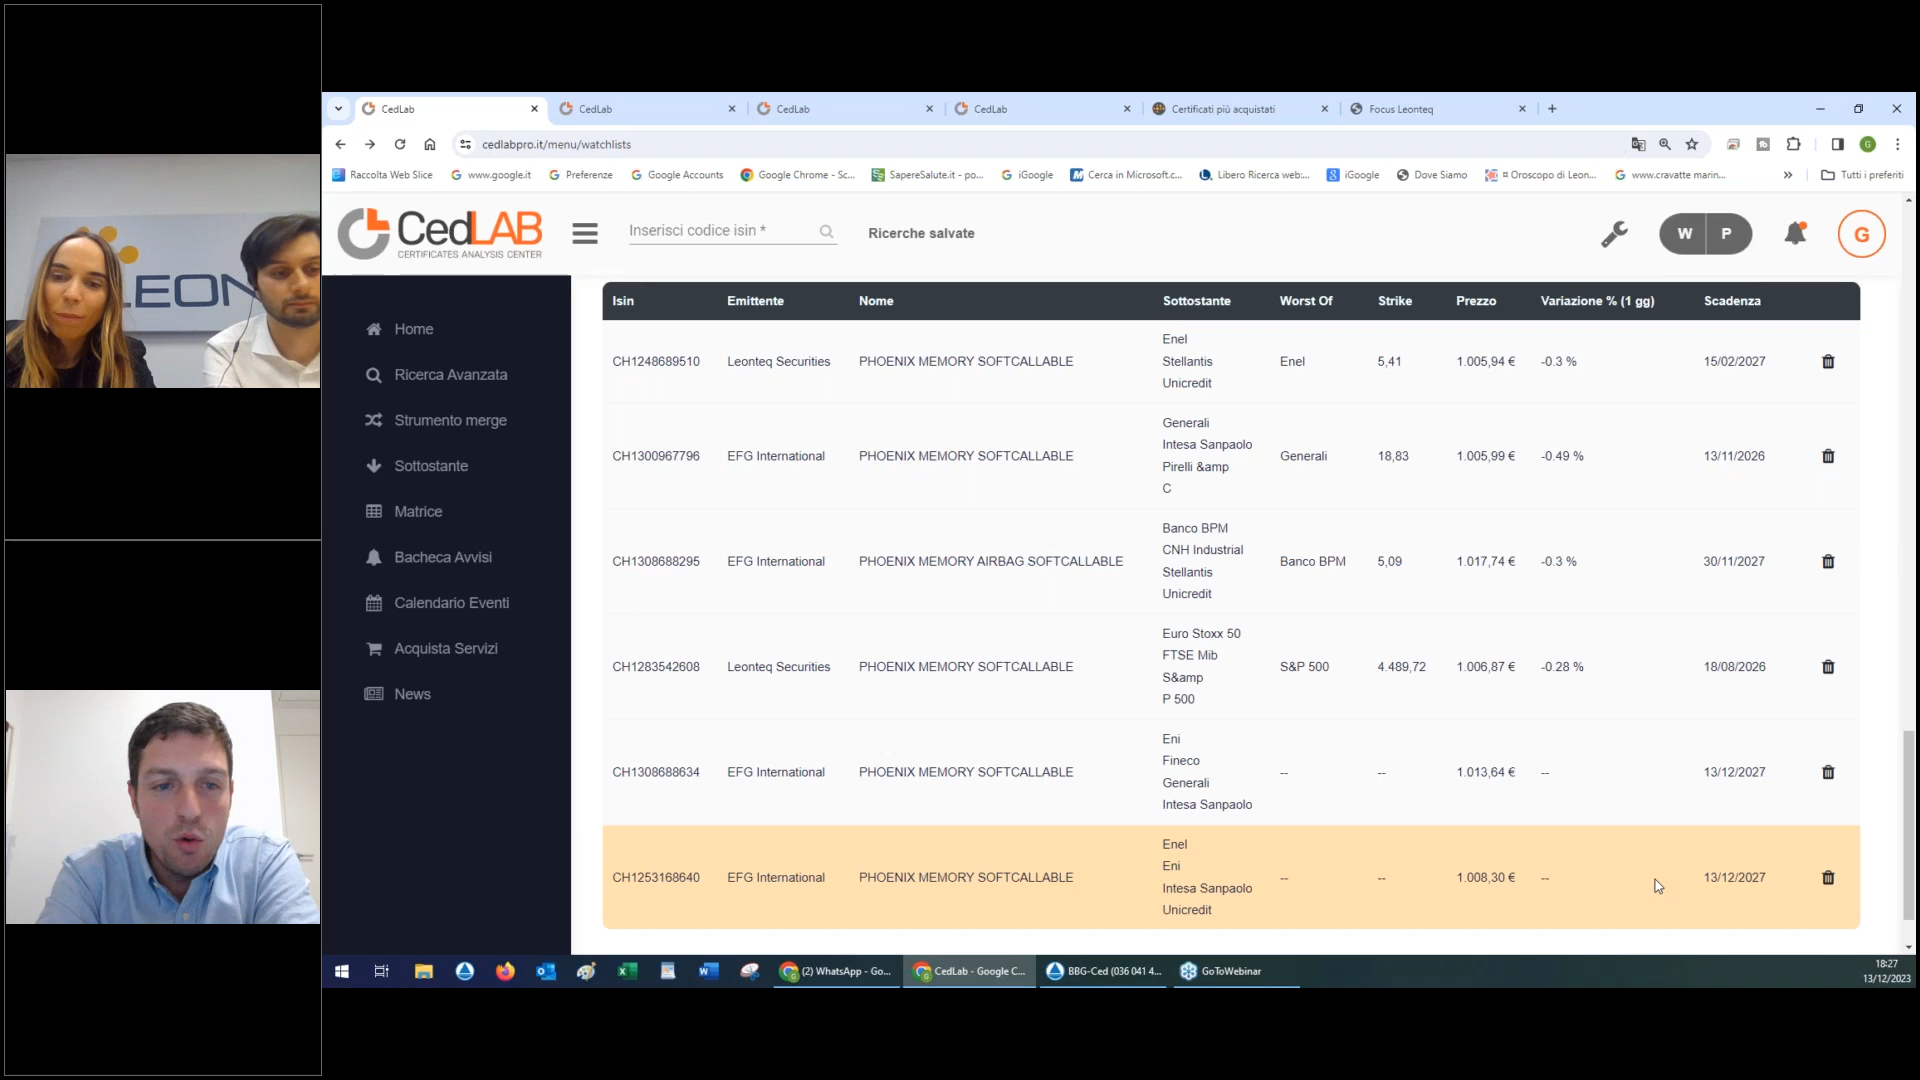 LEON
CedLab
CedLab
CedLab
CedLab
Certificati più acquistati
Focus Leonteq
cedlabpro.it/menu/watchlists
Raccolta Web Slice
www.google.it
Preferenze
Google Accounts
Google Chrome - Sc...
SapereSalute.it - po...
iGoogle
Cerca in Microsoft.c...
Libero Ricerca web:...
iGoogle
Dove Siamo
¤ Oroscopo di Leon...
www.cravatte marin...
»
Tutti i preferiti
CedLAB
CERTIFICATES ANALYSIS CENTER
Inserisci codice isin *
Ricerche salvate
W P
G
Home
Ricerca Avanzata
Strumento merge
Sottostante
Matrice
Bacheca Avvisi
Calendario Eventi
Acquista Servizi
News
Isin Emittente Nome Sottostante Worst Of Strike Prezzo Variazione % (1 gg) Scadenza
CH1248689510 Leonteq Securities PHOENIX MEMORY SOFTCALLABLE
Enel
Stellantis
Unicredit
Enel 5,41 1.005,94 € -0.3 % 15/02/2027
CH1300967796 EFG International PHOENIX MEMORY SOFTCALLABLE
Generali
Intesa Sanpaolo
Pirelli &amp
C
Generali 18,83 1.005,99 € -0.49 % 13/11/2026
CH1308688295 EFG International PHOENIX MEMORY AIRBAG SOFTCALLABLE
Banco BPM
CNH Industrial
Stellantis
Unicredit
Banco BPM 5,09 1.017,74 € -0.3 % 30/11/2027
CH1283542608 Leonteq Securities PHOENIX MEMORY SOFTCALLABLE
Euro Stoxx 50
FTSE Mib
S&amp
P 500
S&P 500 4.489,72 1.006,87 € -0.28 % 18/08/2026
CH1308688634 EFG International PHOENIX MEMORY SOFTCALLABLE
Eni
Fineco
Generali
Intesa Sanpaolo
-- -- 1.013,64 € -- 13/12/2027
CH1253168640 EFG International PHOENIX MEMORY SOFTCALLABLE
Enel
Eni
Intesa Sanpaolo
Unicredit
-- -- 1.008,30 € -- 13/12/2027
(2) WhatsApp - Go...
CedLab - Google C...
BBG-Ced (036 041 4...
GoToWebinar
18:27
13/12/2023